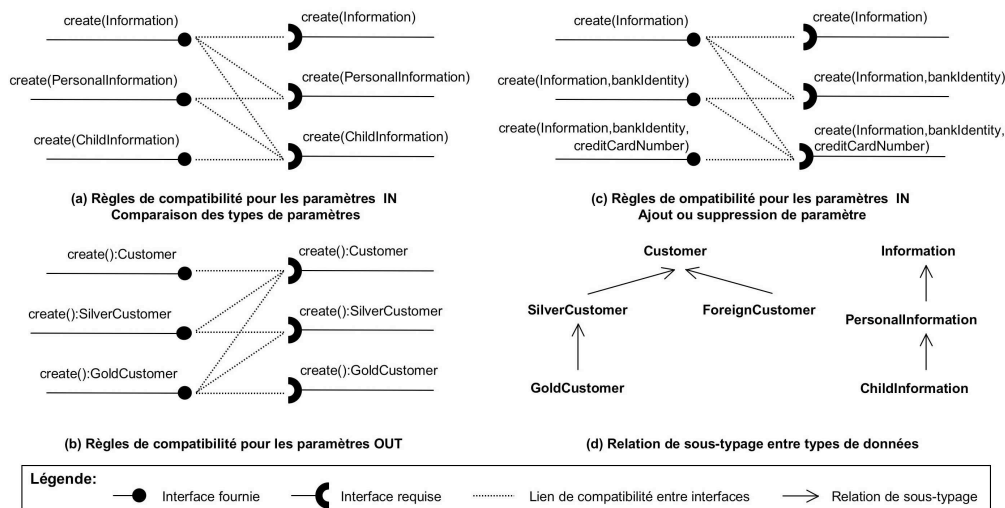 create(Information)
create(Information)
create(PersonalInformation)
create(PersonalInformation)
create(ChildInformation)
create(ChildInformation)
(a) Règles de compatibilité pour les paramètres IN
Comparaison des types de paramètres
create(Information)
create(Information)
create(Information,bankIdentity)
create(Information,bankIdentity)
create(Information,bankIdentity,
creditCardNumber)
create(Information,bankIdentity,
creditCardNumber)
(c) Règles de ompatibilité pour les paramètres IN
Ajout ou suppression de paramètre
create():Customer
create():Customer
create():SilverCustomer
create():SilverCustomer
create():GoldCustomer
create():GoldCustomer
(b) Règles de compatibilité pour les paramètres OUT
Customer
Information
SilverCustomer
ForeignCustomer
PersonalInformation
GoldCustomer
ChildInformation
(d) Relation de sous-typage entre types de données
Légende:
Interface fournie
Interface requise
Lien de compatibilité entre interfaces
Relation de sous-typage